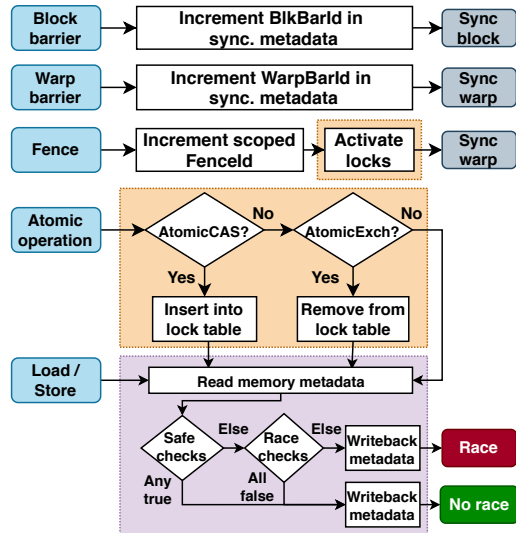 Block
barrier
Increment BlkBarId in
sync. metadata
Sync
block
Warp
barrier
Increment WarpBarId in
sync. metadata
Sync
warp
Fence
Increment scoped
FenceId
Activate
locks
Sync
warp
Atomic
operation
AtomicCAS?
No
AtomicExch?
No
Yes
Yes
Insert into
lock table
Remove from
lock table
Load /
Store
Read memory metadata
Safe
checks
Else
Race
checks
Else
Writeback
metadata
Race
Any
true
All
false
Writeback
metadata
No race